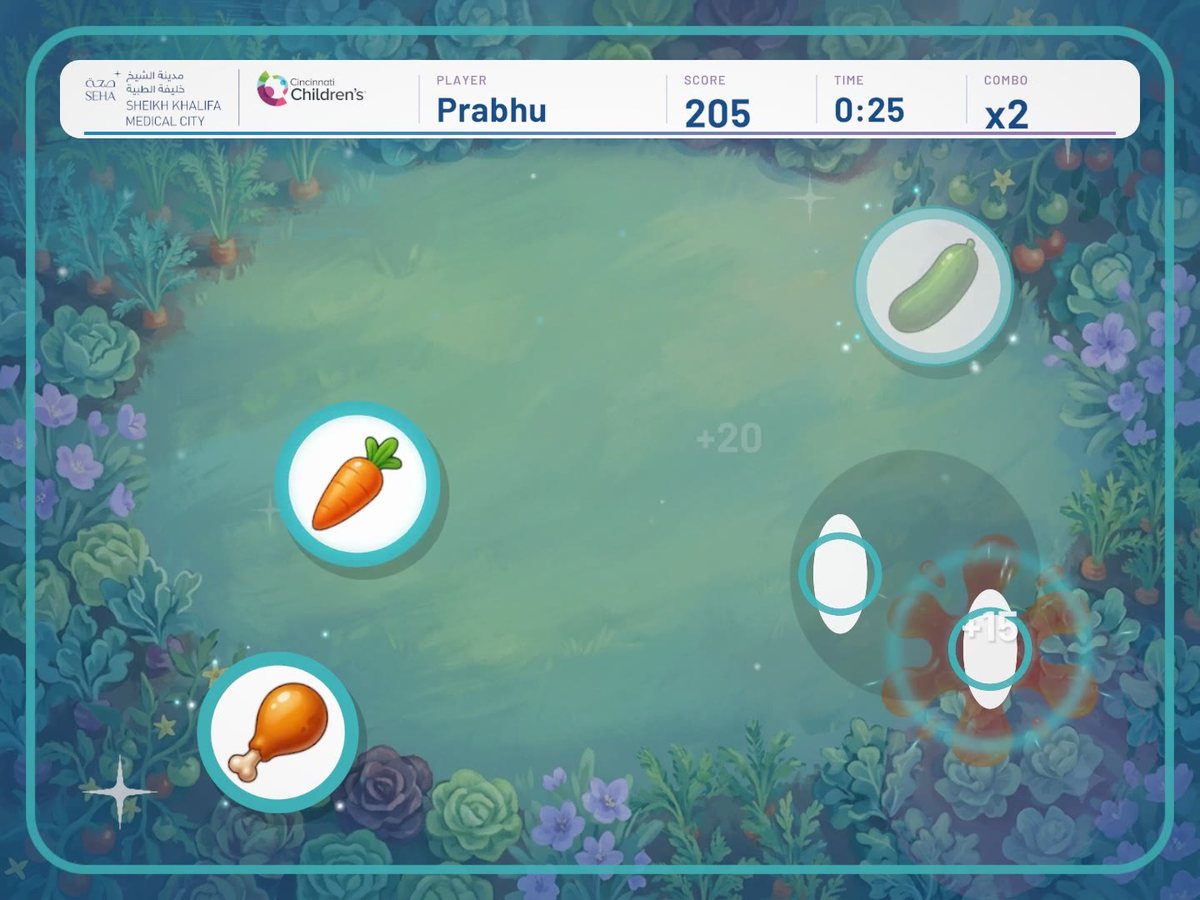 صحة
SEHA
مدينة الشيخ
خليفة الطبية
SHEIKH KHALIFA
MEDICAL CITY
Cincinnati
Children's
PLAYER
Prabhu
SCORE
205
TIME
0:25
COMBO
x2
+20
+15